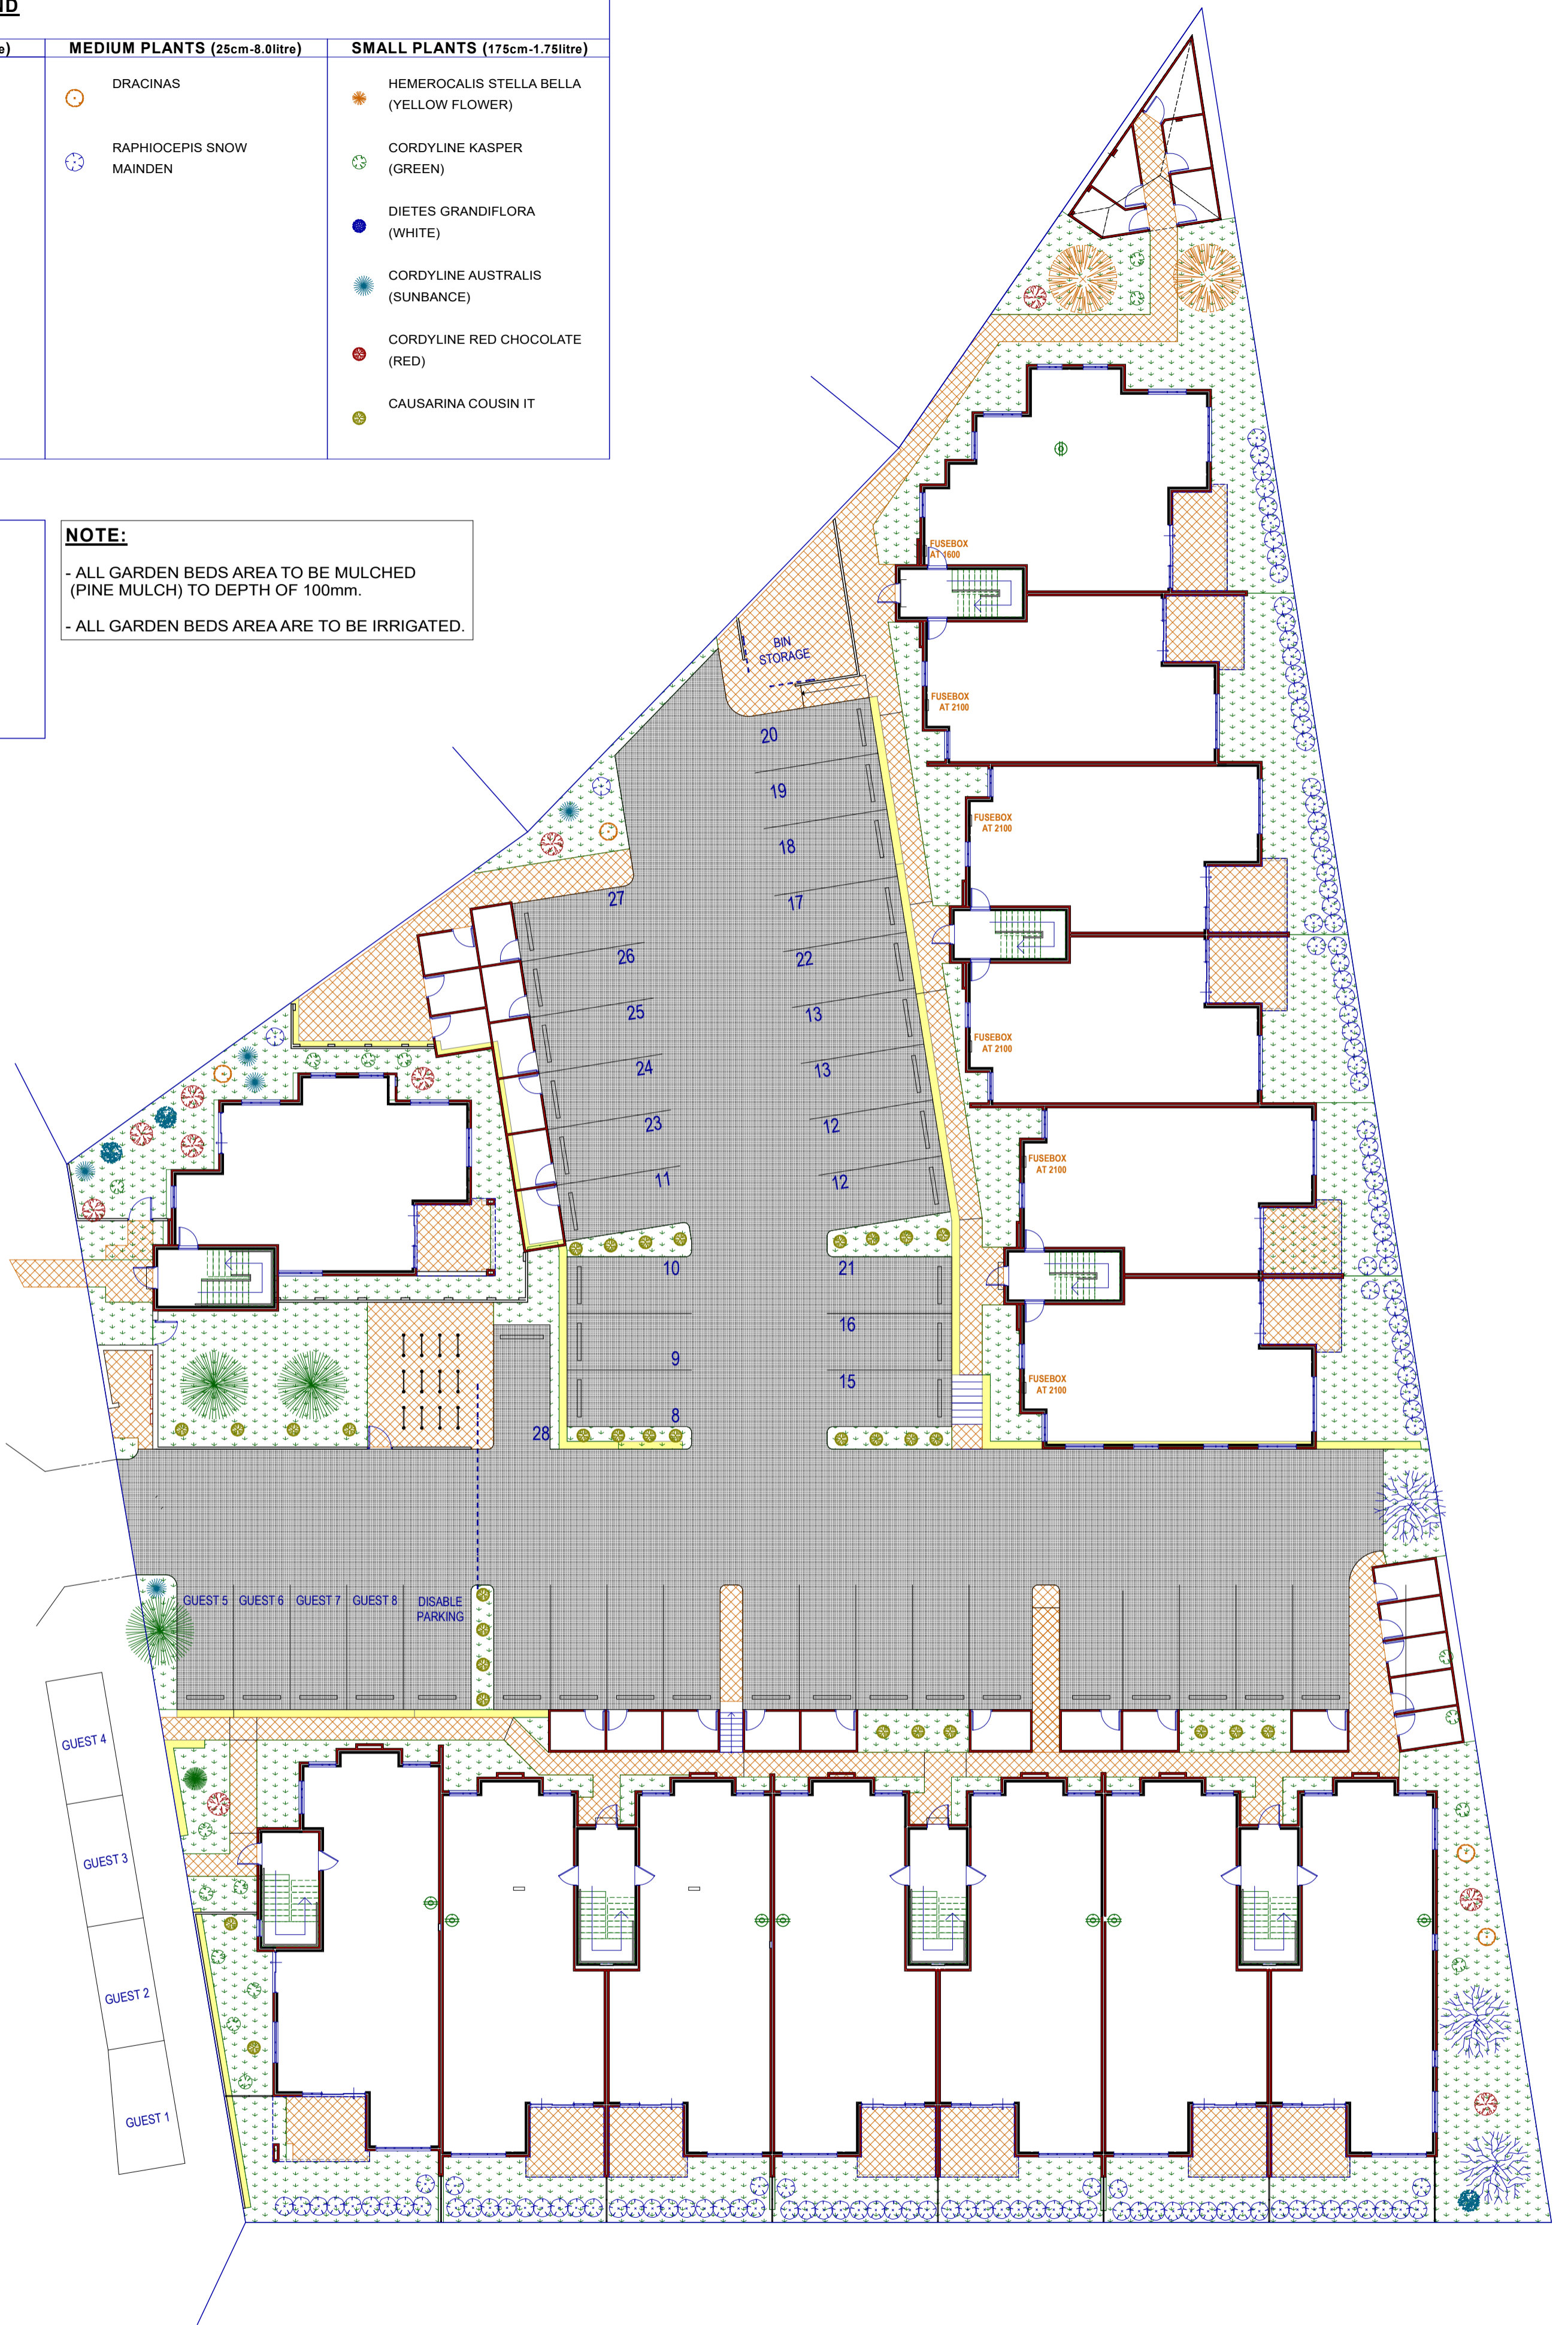 ND
e)
MEDIUM PLANTS (25cm-8.0litre)
SMALL PLANTS (175cm-1.75litre)
DRACINAS
RAPHIOCEPIS SNOW
MAINDEN
HEMEROCALIS STELLA BELLA
(YELLOW FLOWER)
CORDYLINE KASPER
(GREEN)
DIETES GRANDIFLORA
(WHITE)
CORDYLINE AUSTRALIS
(SUNBANCE)
CORDYLINE RED CHOCOLATE
(RED)
CAUSARINA COUSIN IT
NOTE:
- ALL GARDEN BEDS AREA TO BE MULCHED
(PINE MULCH) TO DEPTH OF 100mm.
- ALL GARDEN BEDS AREA ARE TO BE IRRIGATED.
FUSEBOX
AT 1600
BIN
STORAGE
FUSEBOX
AT 2100
20
19
FUSEBOX
AT 2100
18
27
17
26
22
25
13
FUSEBOX
AT 2100
24
13
23
12
FUSEBOX
AT 2100
11
12
10
21
16
9
15
FUSEBOX
AT 2100
8
28
GUEST 5
GUEST 6
GUEST 7
GUEST 8
DISABLE
PARKING
GUEST 4
GUEST 3
GUEST 2
GUEST 1